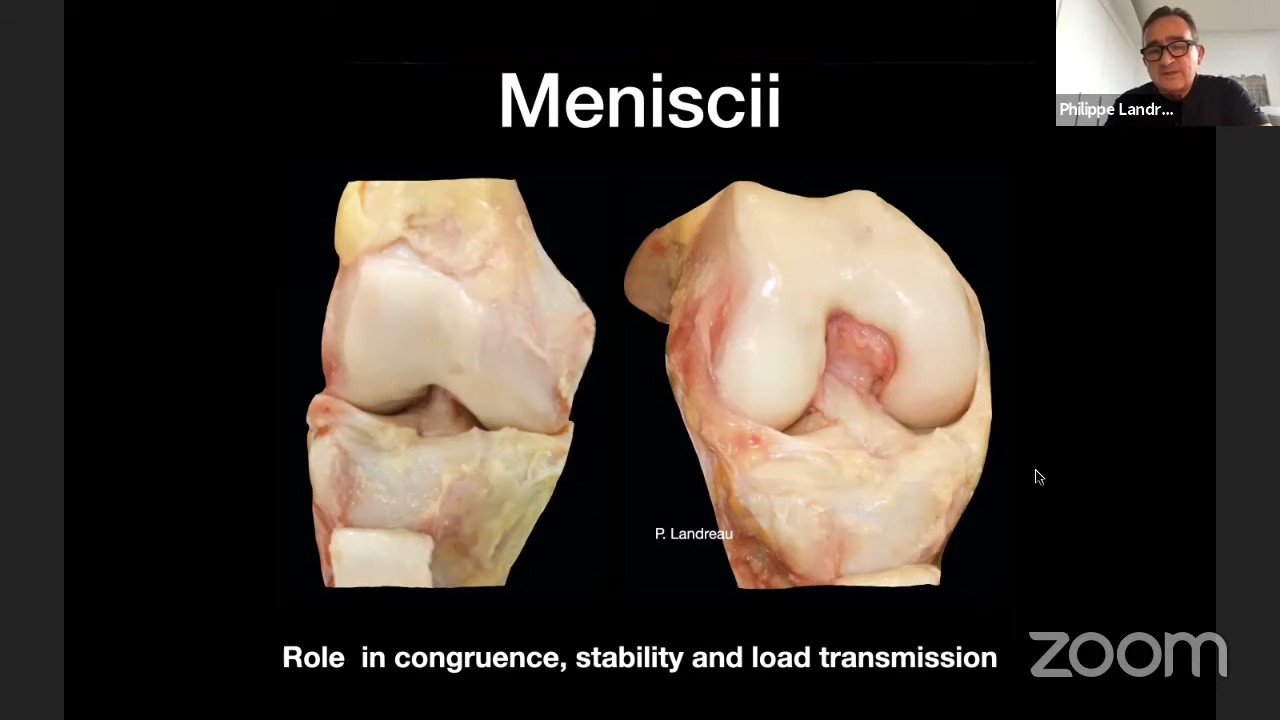 Meniscii
Philippe Landr...
P. Landreau
Role in congruence, stability and load transmission
zoom